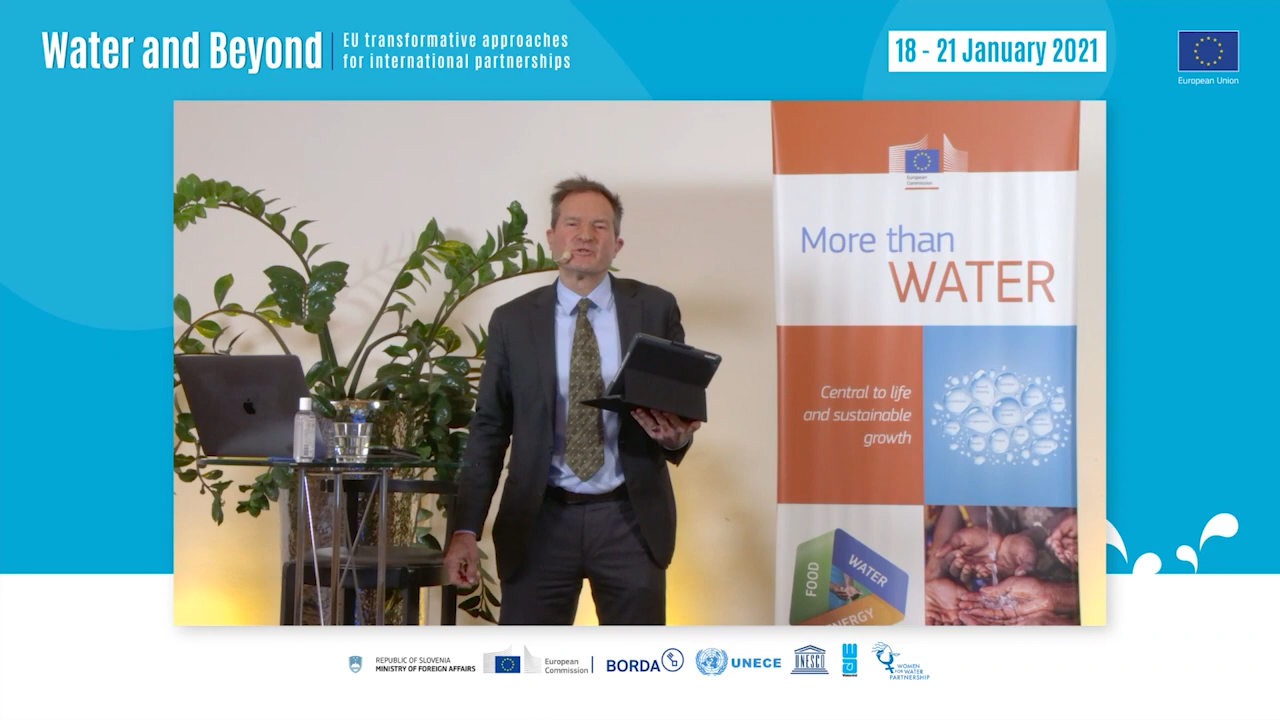 Water and Beyond
EU transformative approaches
for international partnerships
18 - 21 January 2021
European Union
European
Commission
More than
WATER
Central to life
and sustainable
growth
FOOD
WATER
ENERGY
REPUBLIC OF SLOVENIA
MINISTRY OF FOREIGN AFFAIRS
European
Commission
BORDA
UNECE
UNESCO
WOMEN
FOR WATER
PARTNERSHIP